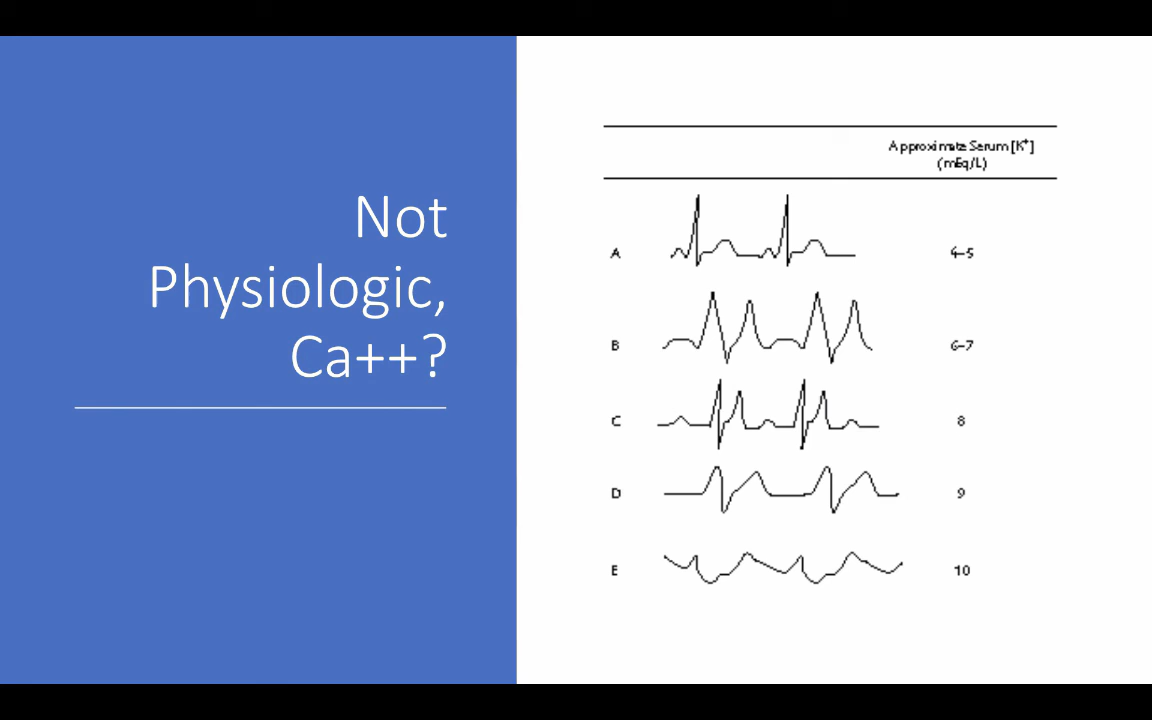 Not
Physiologic,
Ca++?
Approximate Serum [K+]
(mEq/L)
A 4–5
B 6–7
C 8
D 9
E 10